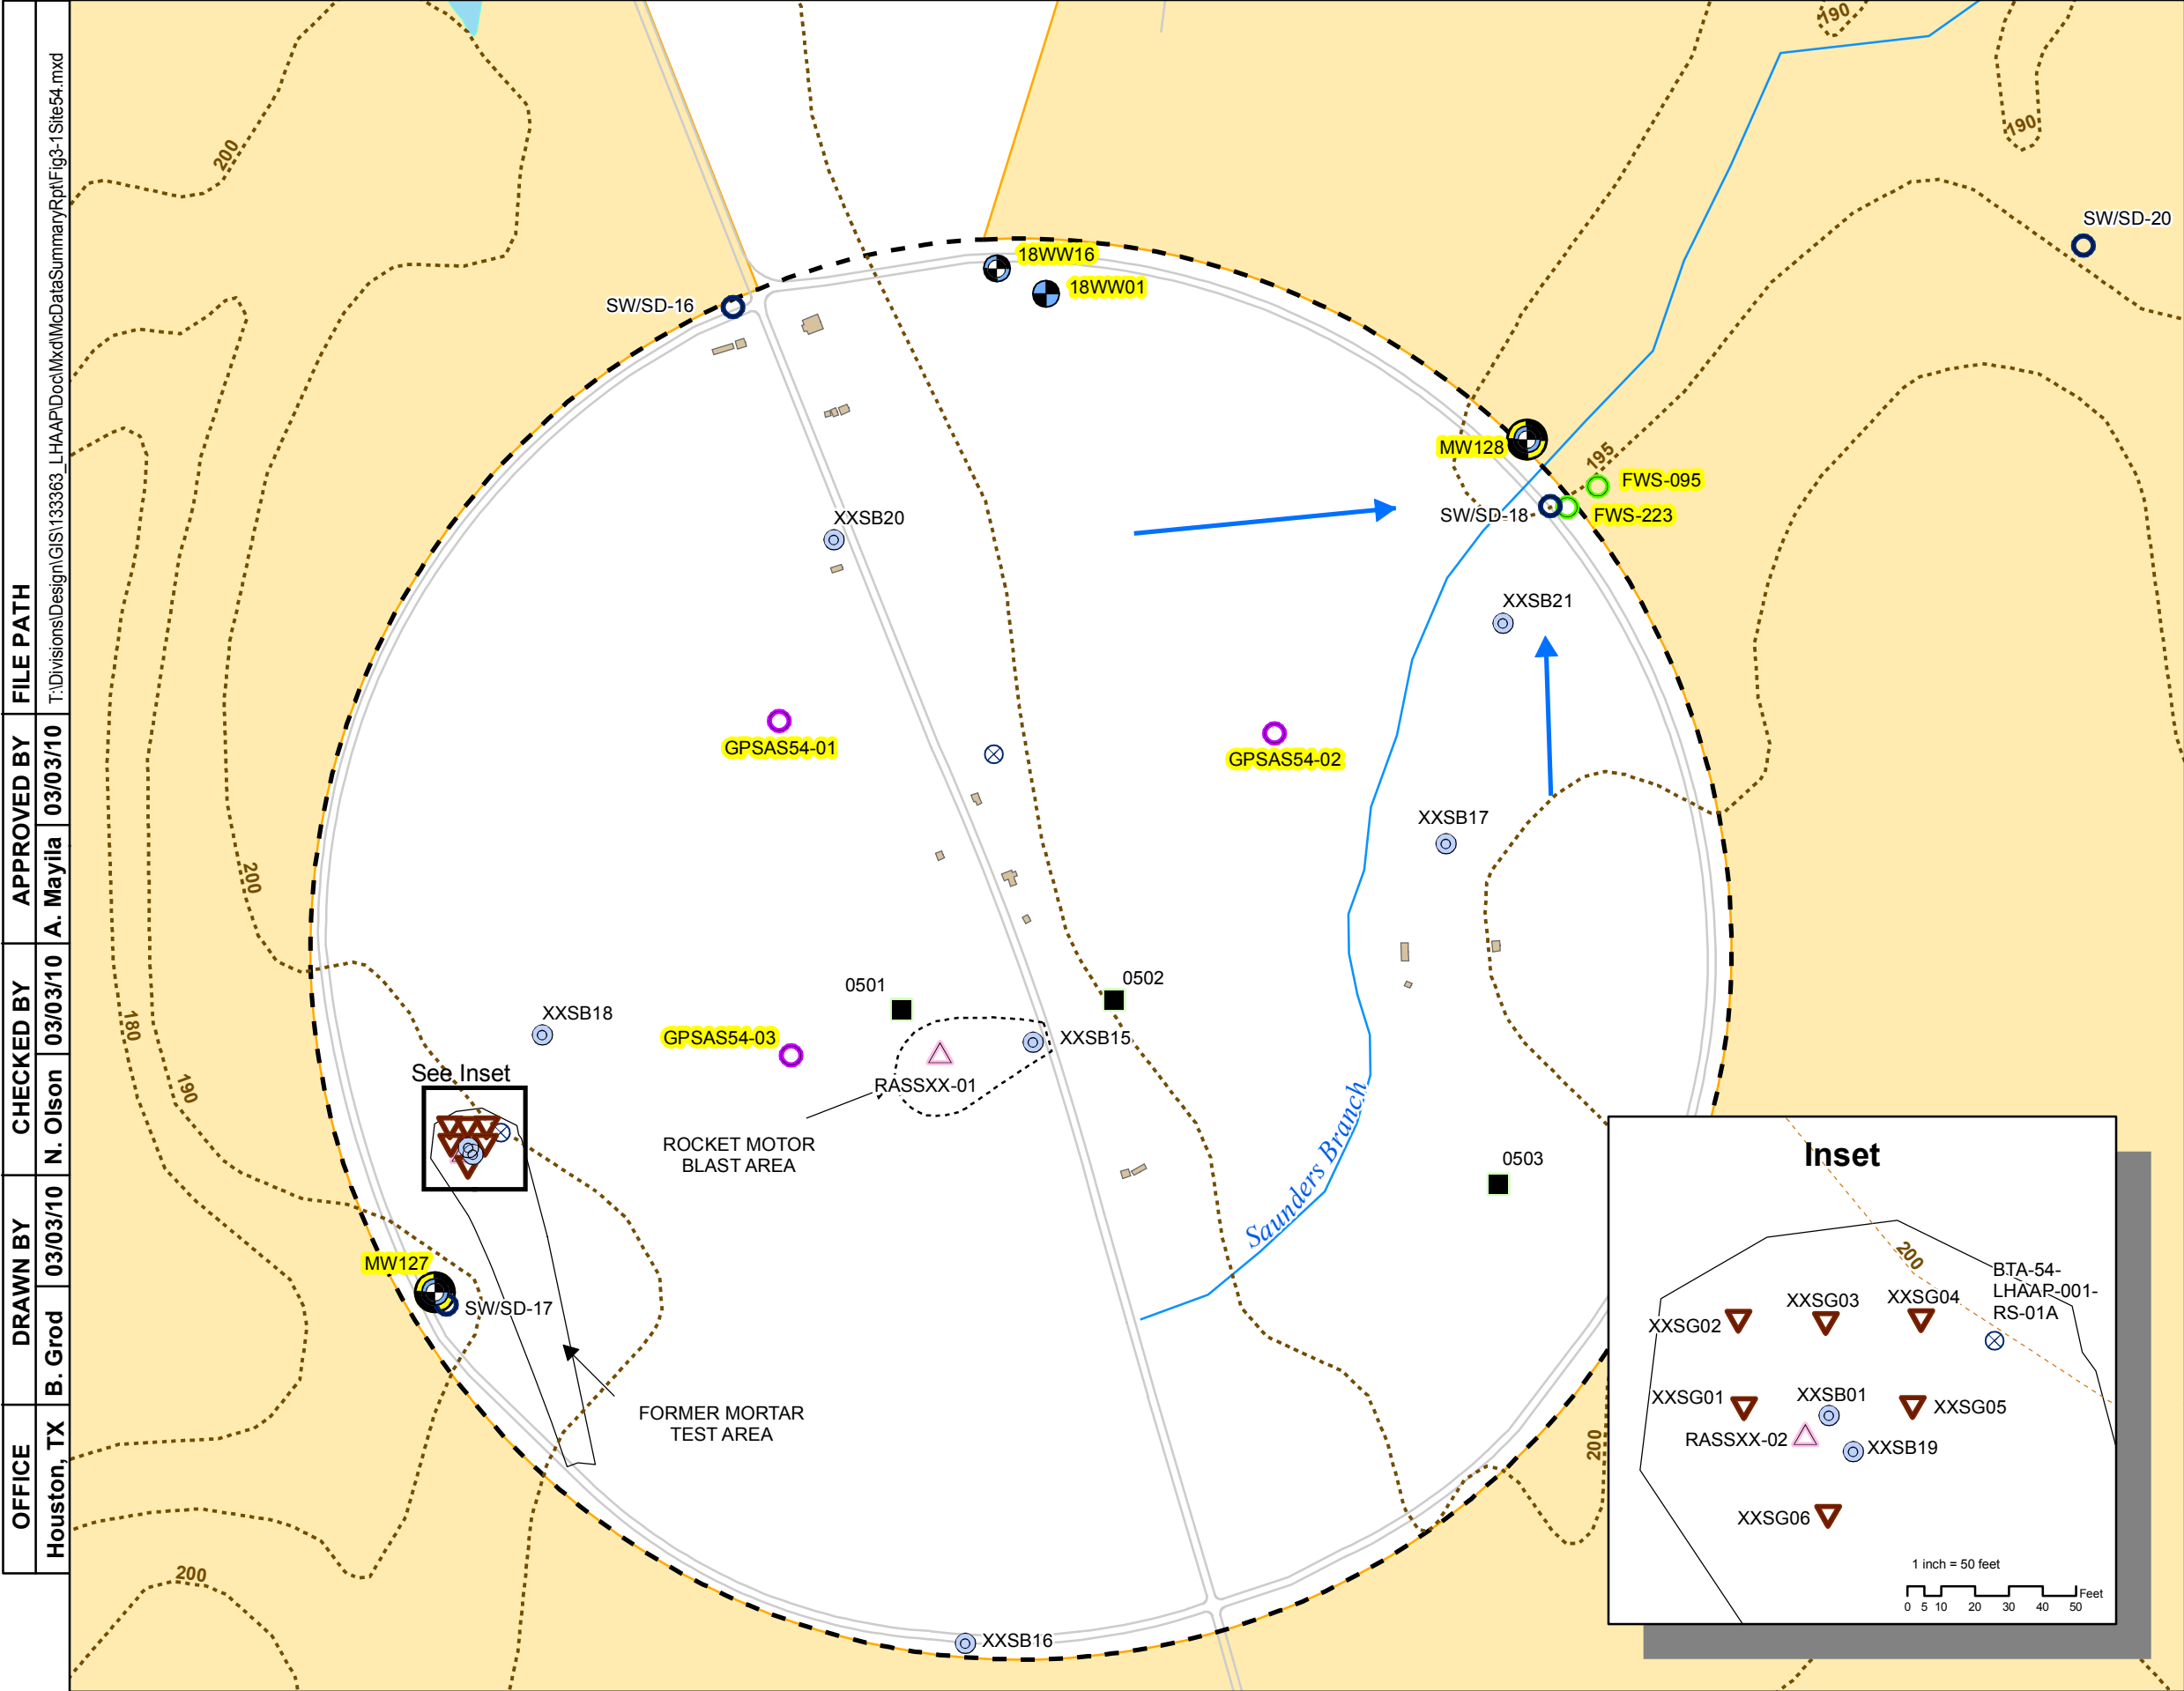 FILE PATH
T:\Divisions\Design\GIS\133363_LHAAP\Doc\Mxd\McDataSummaryRpt\Fig3-1Site54.mxd
APPROVED BY
A. Mayila 03/03/10
CHECKED BY
N. Olson 03/03/10
DRAWN BY
B. Grod 03/03/10
OFFICE
Houston, TX
190
200
190
SW/SD-20
18WW16
18WW01
SW/SD-16
MW128
195
FWS-095
FWS-223
SW/SD-18
XXSB20
XXSB21
GPSAS54-01
GPSAS54-02
XXSB17
200
0501
0502
XXSB18
GPSAS54-03
XXSB15
180
See Inset
RASSXX-01
190
ROCKET MOTOR
BLAST AREA
Saunders Branch
0503
MW127
SW/SD-17
FORMER MORTAR
TEST AREA
200
200
XXSB16
Inset
200
BTA-54-
LHAAP-001-
RS-01A
XXSG02
XXSG03
XXSG04
XXSG01
XXSB01
XXSG05
RASSXX-02
XXSB19
XXSG06
1 inch = 50 feet
Feet
0 5 10 20 30 40 50